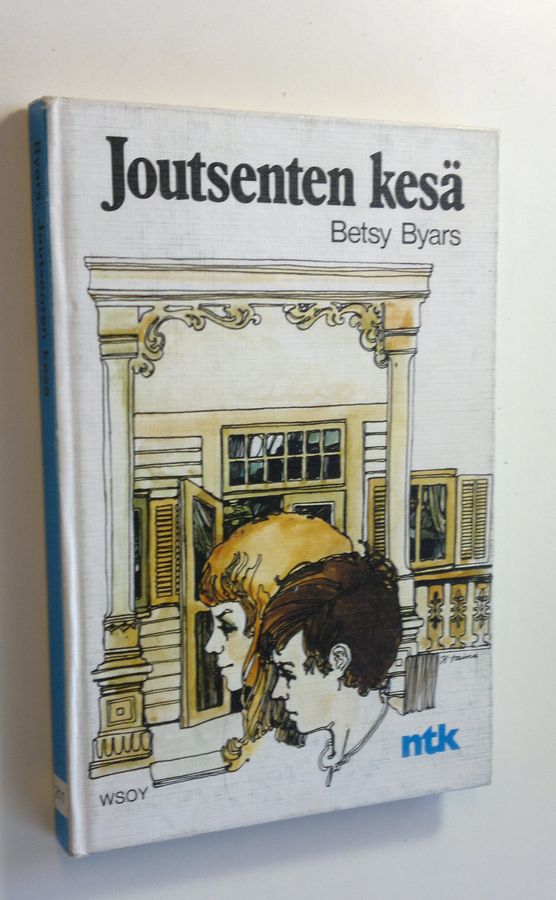 Joutsenten kesä
Betsy Byars
ntk
WSOY
Byars Joutsenten kesä